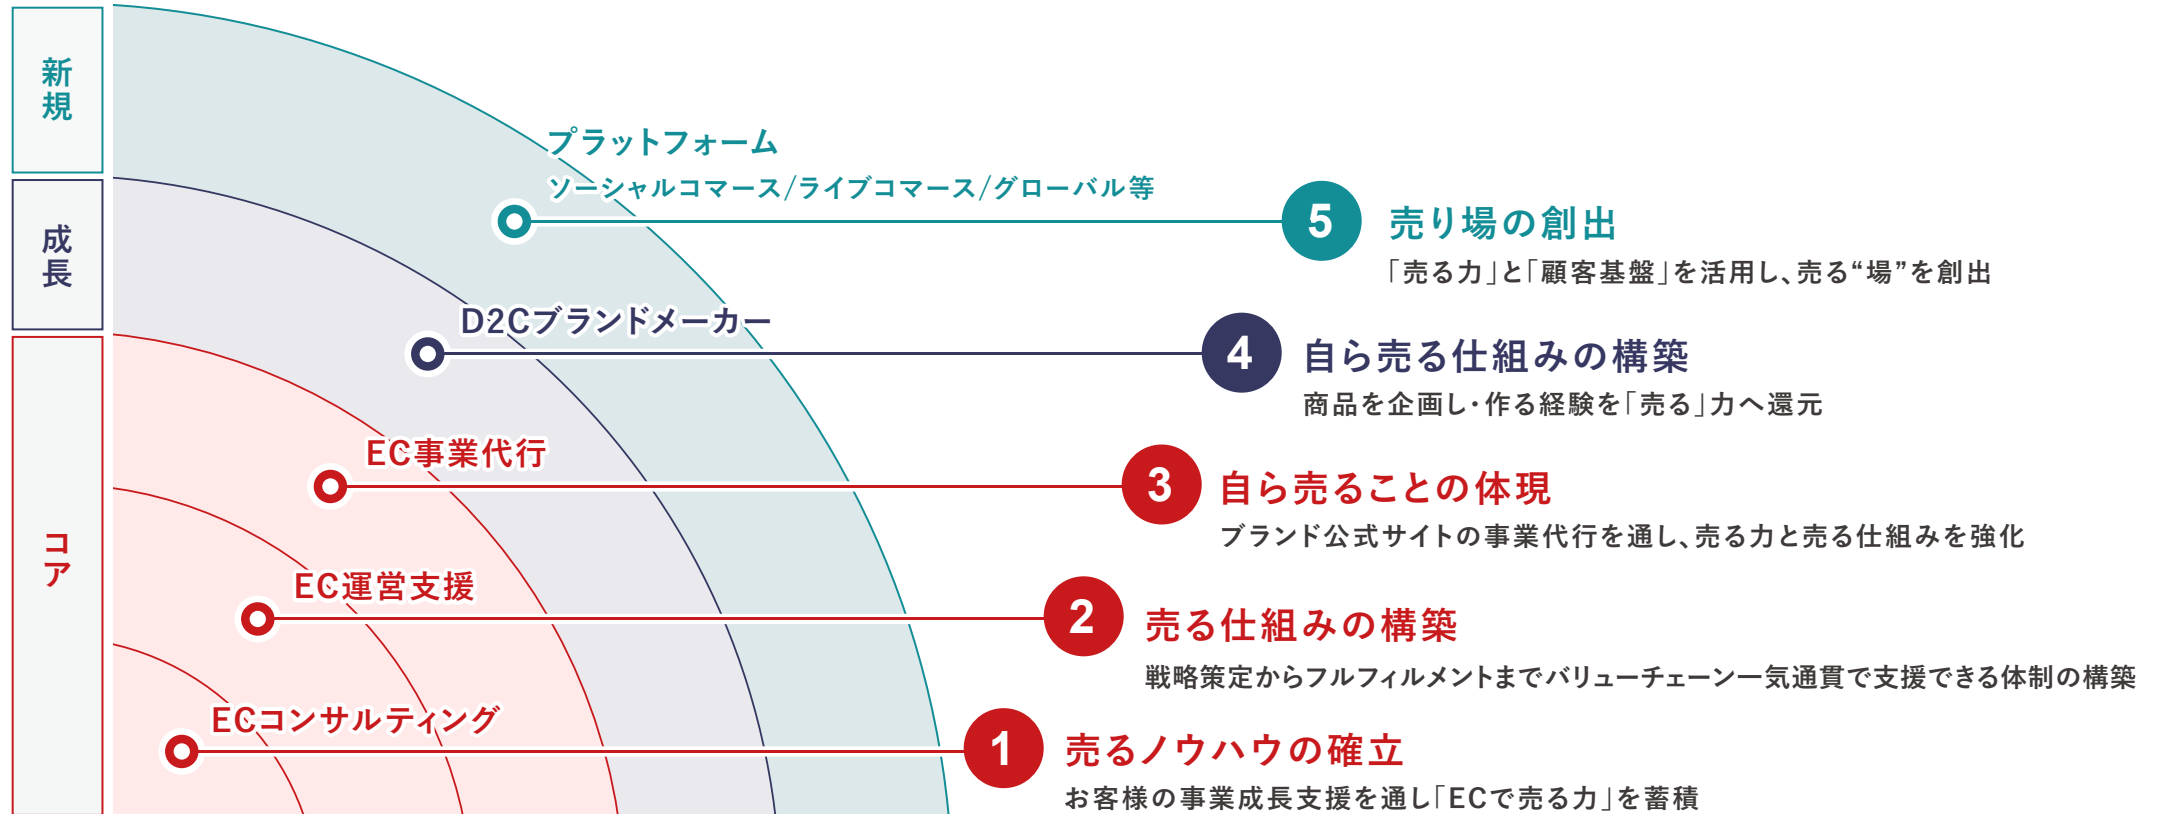 新規
プラットフォーム
ソーシャルコマース/ライブコマース/グローバル等
5 売り場の創出
「売る力」と「顧客基盤」を活用し、売る“場”を創出
成長
D2Cブランドメーカー
4 自ら売る仕組みの構築
商品を企画し・作る経験を「売る」力へ還元
コア
EC事業代行
3 自ら売ることの体現
ブランド公式サイトの事業代行を通し、売る力と売る仕組みを強化
EC運営支援
2 売る仕組みの構築
戦略策定からフルフィルメントまでバリューチェーン一気通貫で支援できる体制の構築
ECコンサルティング
1 売るノウハウの確立
お客様の事業成長支援を通し「ECで売る力」を蓄積